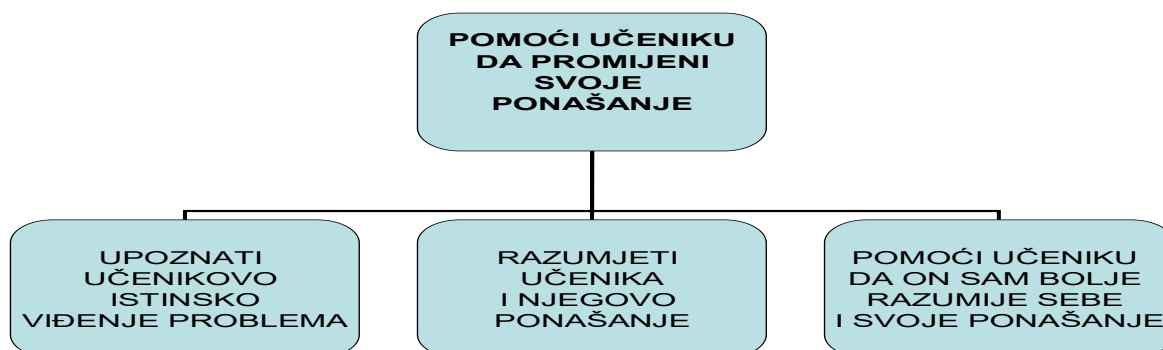 POMOĆI UČENIKU
DA PROMIJENI
SVOJE
PONAŠANJE
UPOZNATI
UČENIKOVO
ISTINSKO
VIĐENJE PROBLEMA
RAZUMJETI
UČENIKA
I NJEGOVO
PONAŠANJE
POMOĆI UČENIKU
DA ON SAM BOLJE
RAZUMIJE SEBE
I SVOJE PONAŠANJE